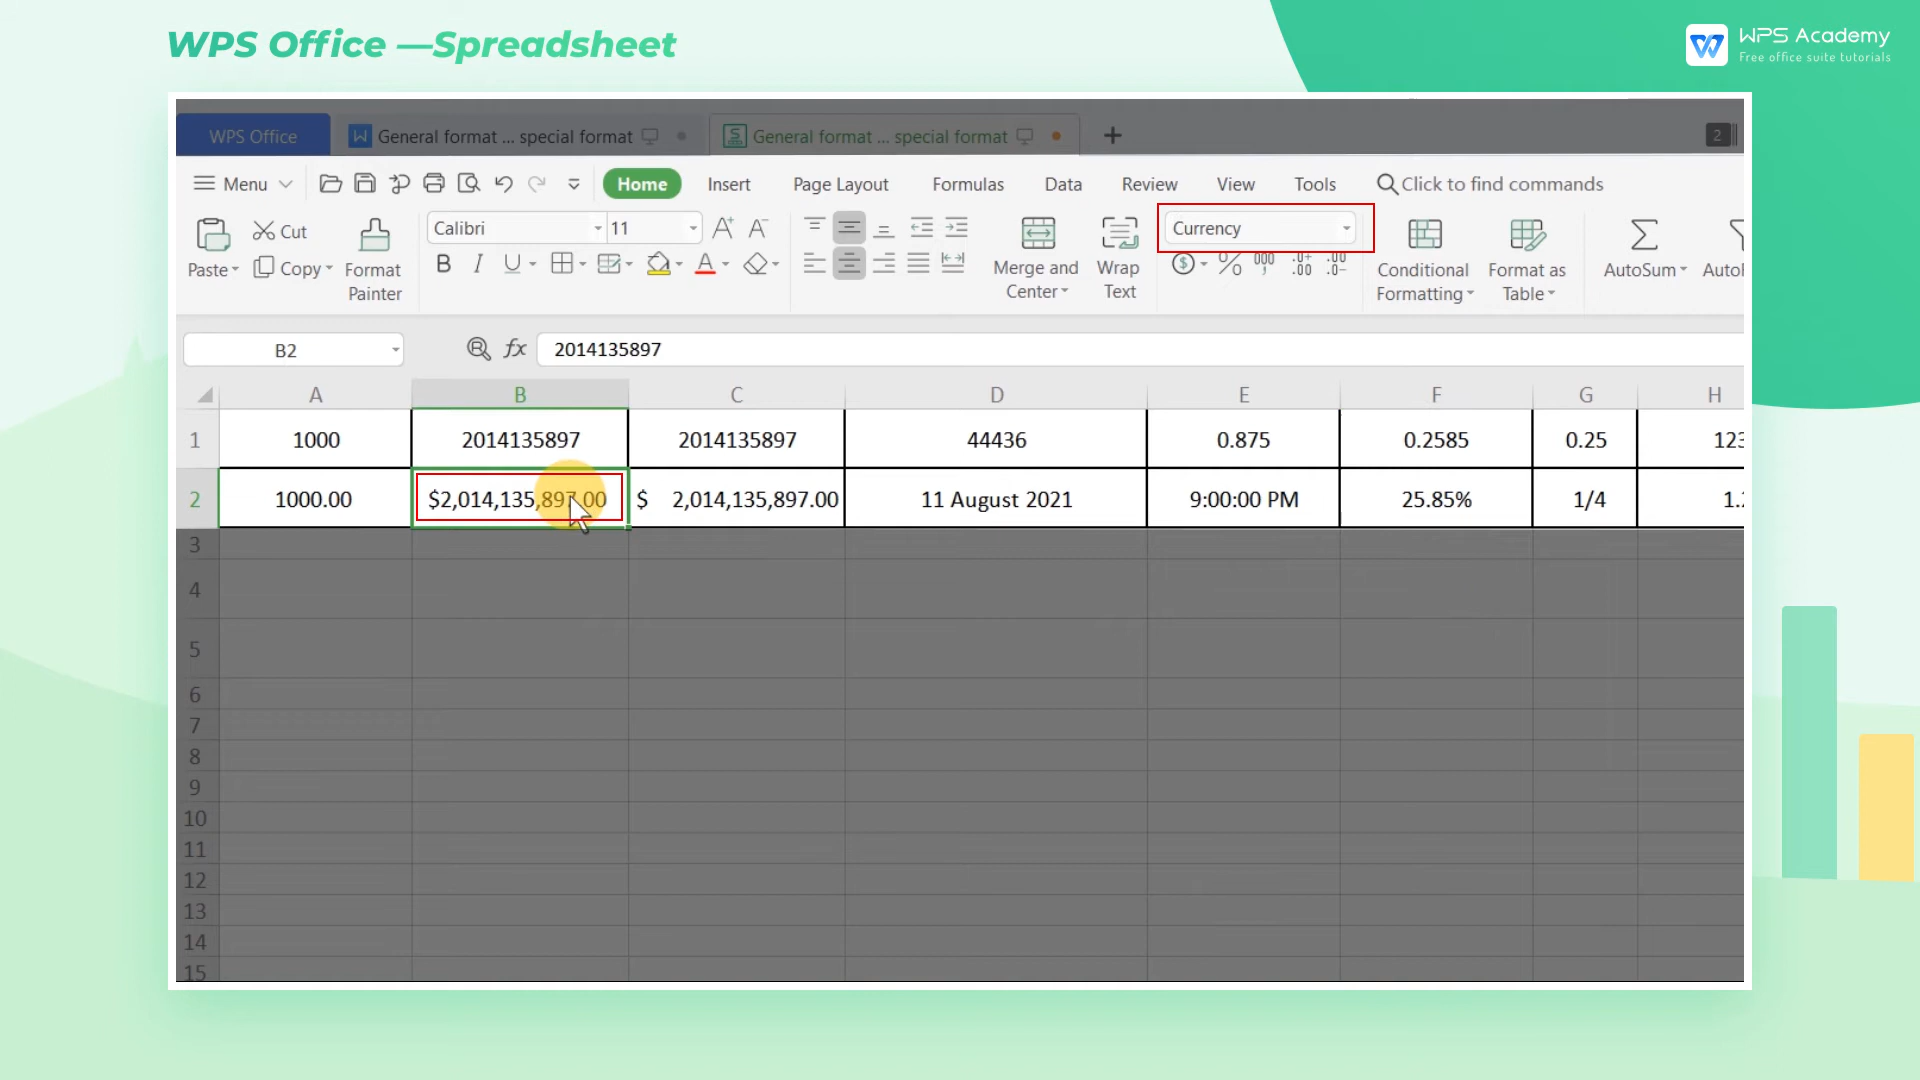 WPS Office —Spreadsheet
WPS Academy
Free office suite tutorials
WPS Office
General format ... special format
General format ... special format
2
Menu
Home
Insert
Page Layout
Formulas
Data
Review
View
Tools
Click to find commands
Paste
Cut
Copy
Format
Painter
Calibri
11
Merge and
Center
Wrap
Text
Currency
Conditional
Formatting
Format as
Table
AutoSum
B2
fx
2014135897
A B C D E F G H
1 1000 2014135897 2014135897 44436 0.875 0.2585 0.25 123
2 1000.00 $2,014,135,897.00 $ 2,014,135,897.00 11 August 2021 9:00:00 PM 25.85% 1/4 1.
3
4
5
6
7
8
9
10
11
12
13
14
15